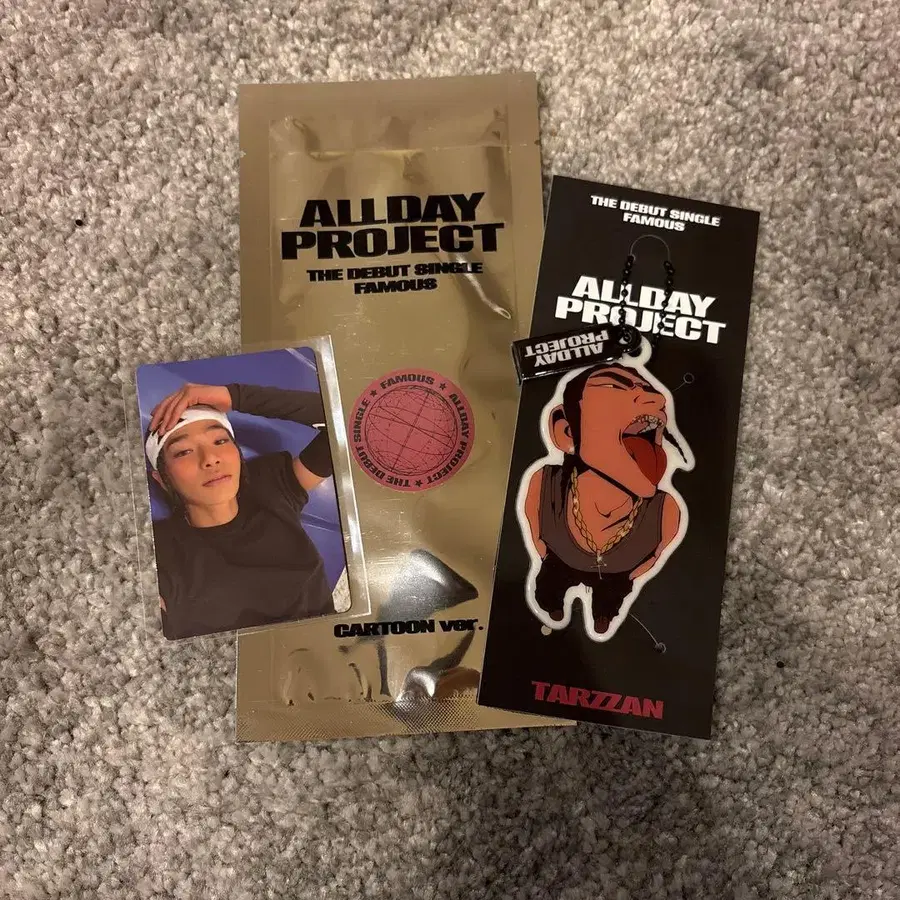 ALLDAY
PROJECT
THE DEBUT SINGLE
FAMOUS
★ FAMOUS ★ ALLDAY PROJECT ★ THE DEBUT SINGLE
CARTOON ver.
THE DEBUT SINGLE
FAMOUS
ALLDAY
PROJECT
ALLDAY
PROJECT
TARZZAN